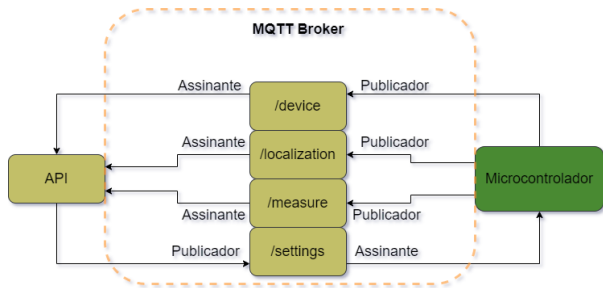 MQTT Broker
Assinante
/device
Publicador
Assinante
/localization
Publicador
API
Microcontrolador
/measure
Assinante
Publicador
Publicador
/settings
Assinante